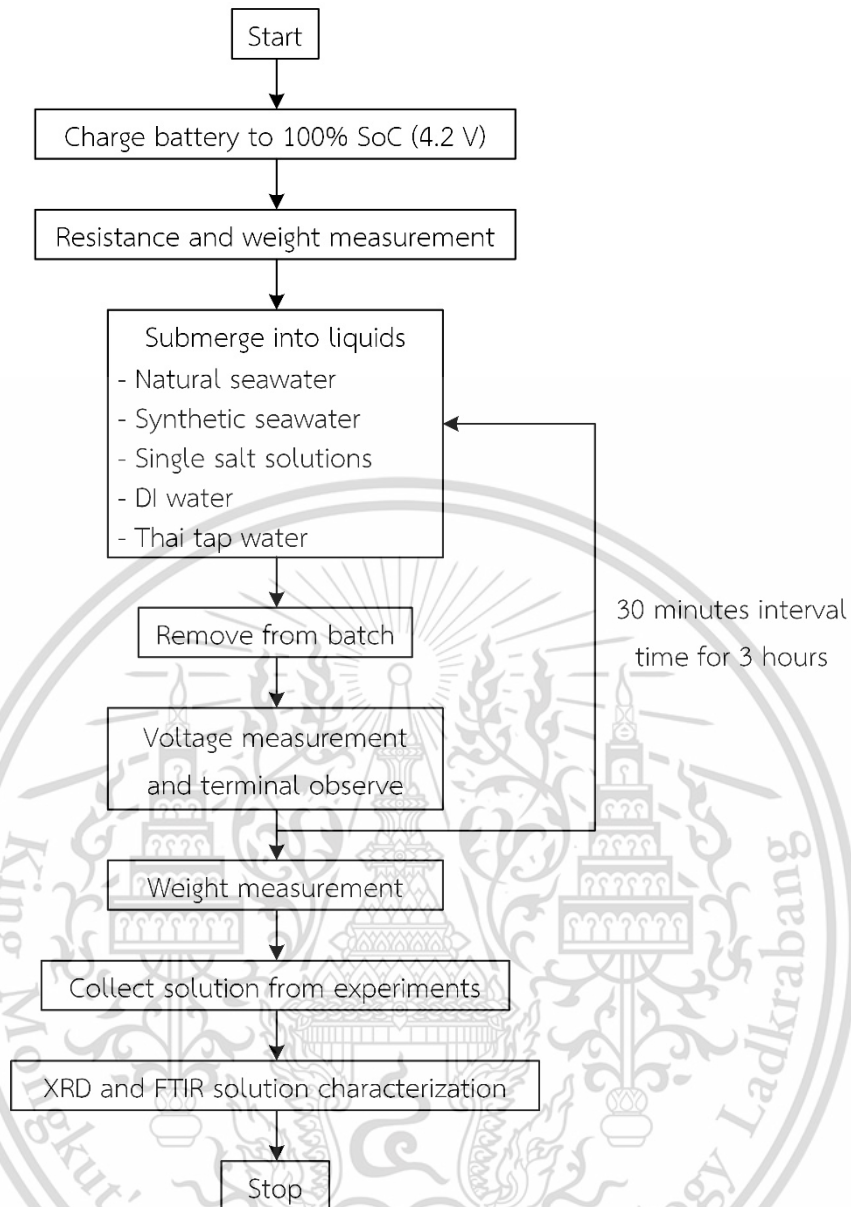 Start
Charge battery to 100% SoC (4.2 V)
Resistance and weight measurement
Submerge into liquids
- Natural seawater
- Synthetic seawater
- Single salt solutions
- DI water
- Thai tap water
30 minutes interval
time for 3 hours
Remove from batch
Voltage measurement
and terminal observe
Weight measurement
Collect solution from experiments
XRD and FTIR solution characterization
Stop
King Mongkut's
Ladkrabang